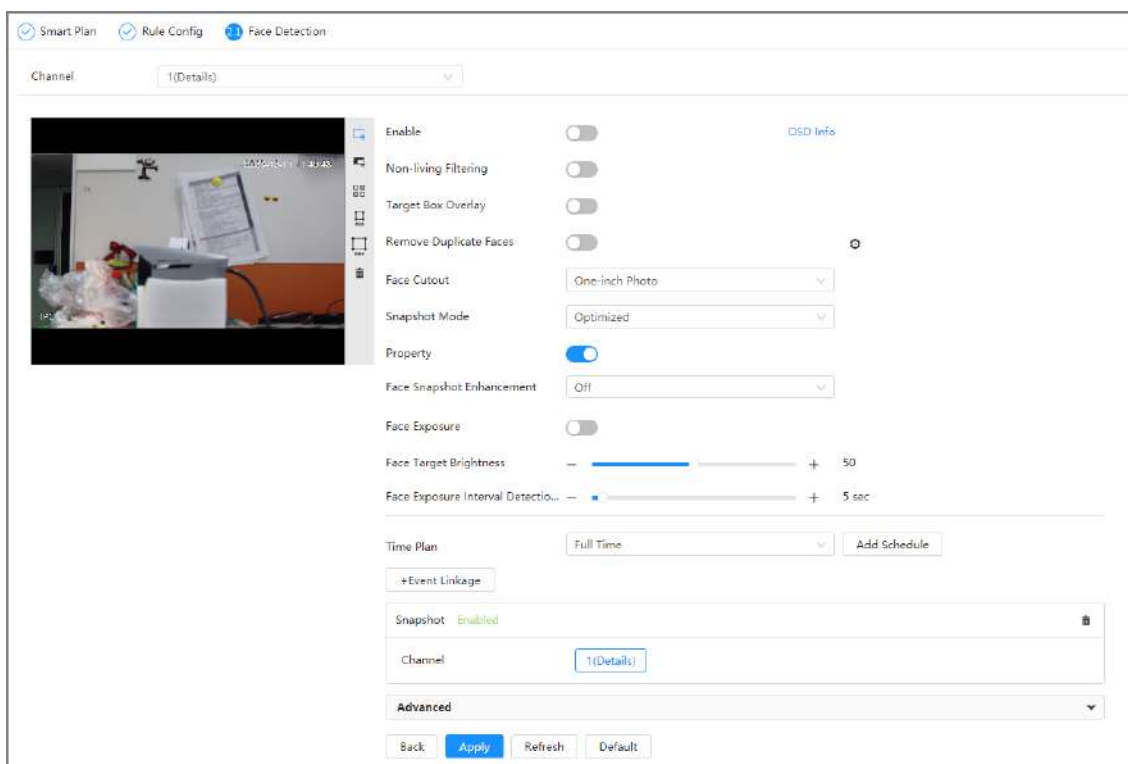 Smart Plan Rule Config 2.1 Face Detection
Channel 1(Details)
Enable OSD Info
Non-living Filtering
Target Box Overlay
Remove Duplicate Faces
Face Cutout One-inch Photo
Snapshot Mode Optimized
Property
Face Snapshot Enhancement Off
Face Exposure
Face Target Brightness − + 50
Face Exposure Interval Detectio... − + 5 sec
Time Plan Full Time Add Schedule
+Event Linkage
Snapshot Enabled
Channel 1(Details)
Advanced
Back Apply Refresh Default